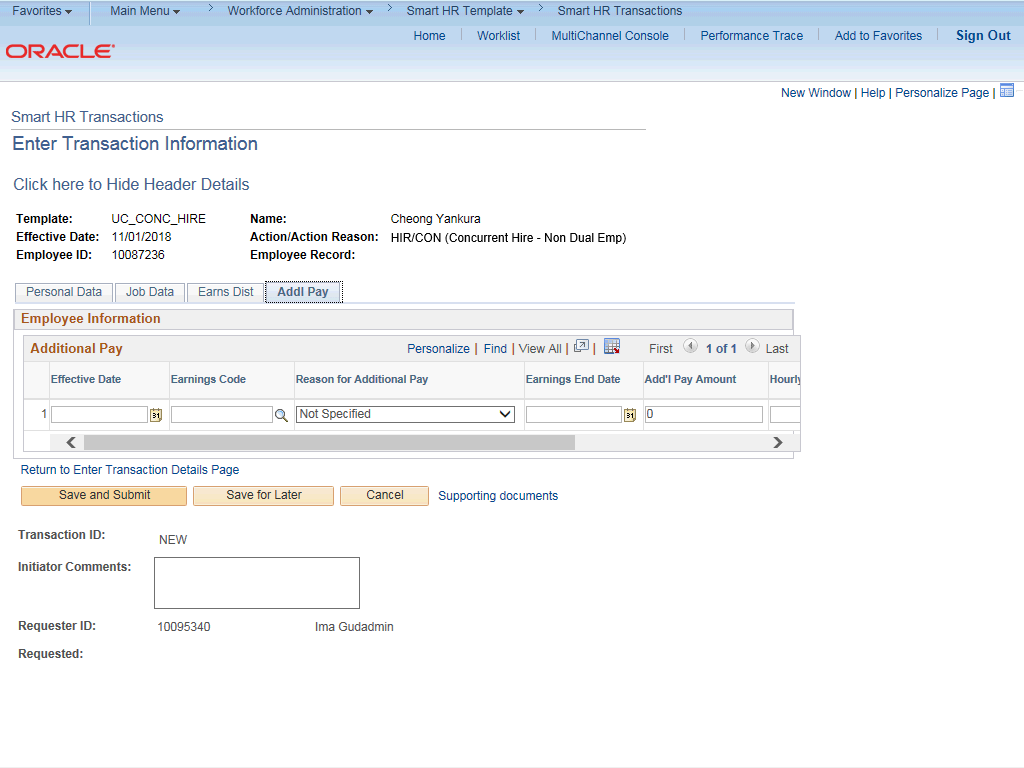 Favorites Main Menu > Workforce Administration > Smart HR Template > Smart HR Transactions
Home Worklist MultiChannel Console Performance Trace Add to Favorites Sign Out
ORACLE
New Window | Help | Personalize Page |
Smart HR Transactions
Enter Transaction Information
Click here to Hide Header Details
Template: UC_CONC_HIRE Name: Cheong Yankura
Effective Date: 11/01/2018 Action/Action Reason: HIR/CON (Concurrent Hire - Non Dual Emp)
Employee ID: 10087236 Employee Record:
Personal Data Job Data Earns Dist Addl Pay
Employee Information
Additional Pay Personalize | Find | View All | | First 1 of 1 Last
Effective Date Earnings Code Reason for Additional Pay Earnings End Date Add'l Pay Amount Hourly
1 31 Not Specified 31 0
Return to Enter Transaction Details Page
Save and Submit Save for Later Cancel Supporting documents
Transaction ID: NEW
Initiator Comments:
Requester ID: 10095340 Ima Gudadmin
Requested: